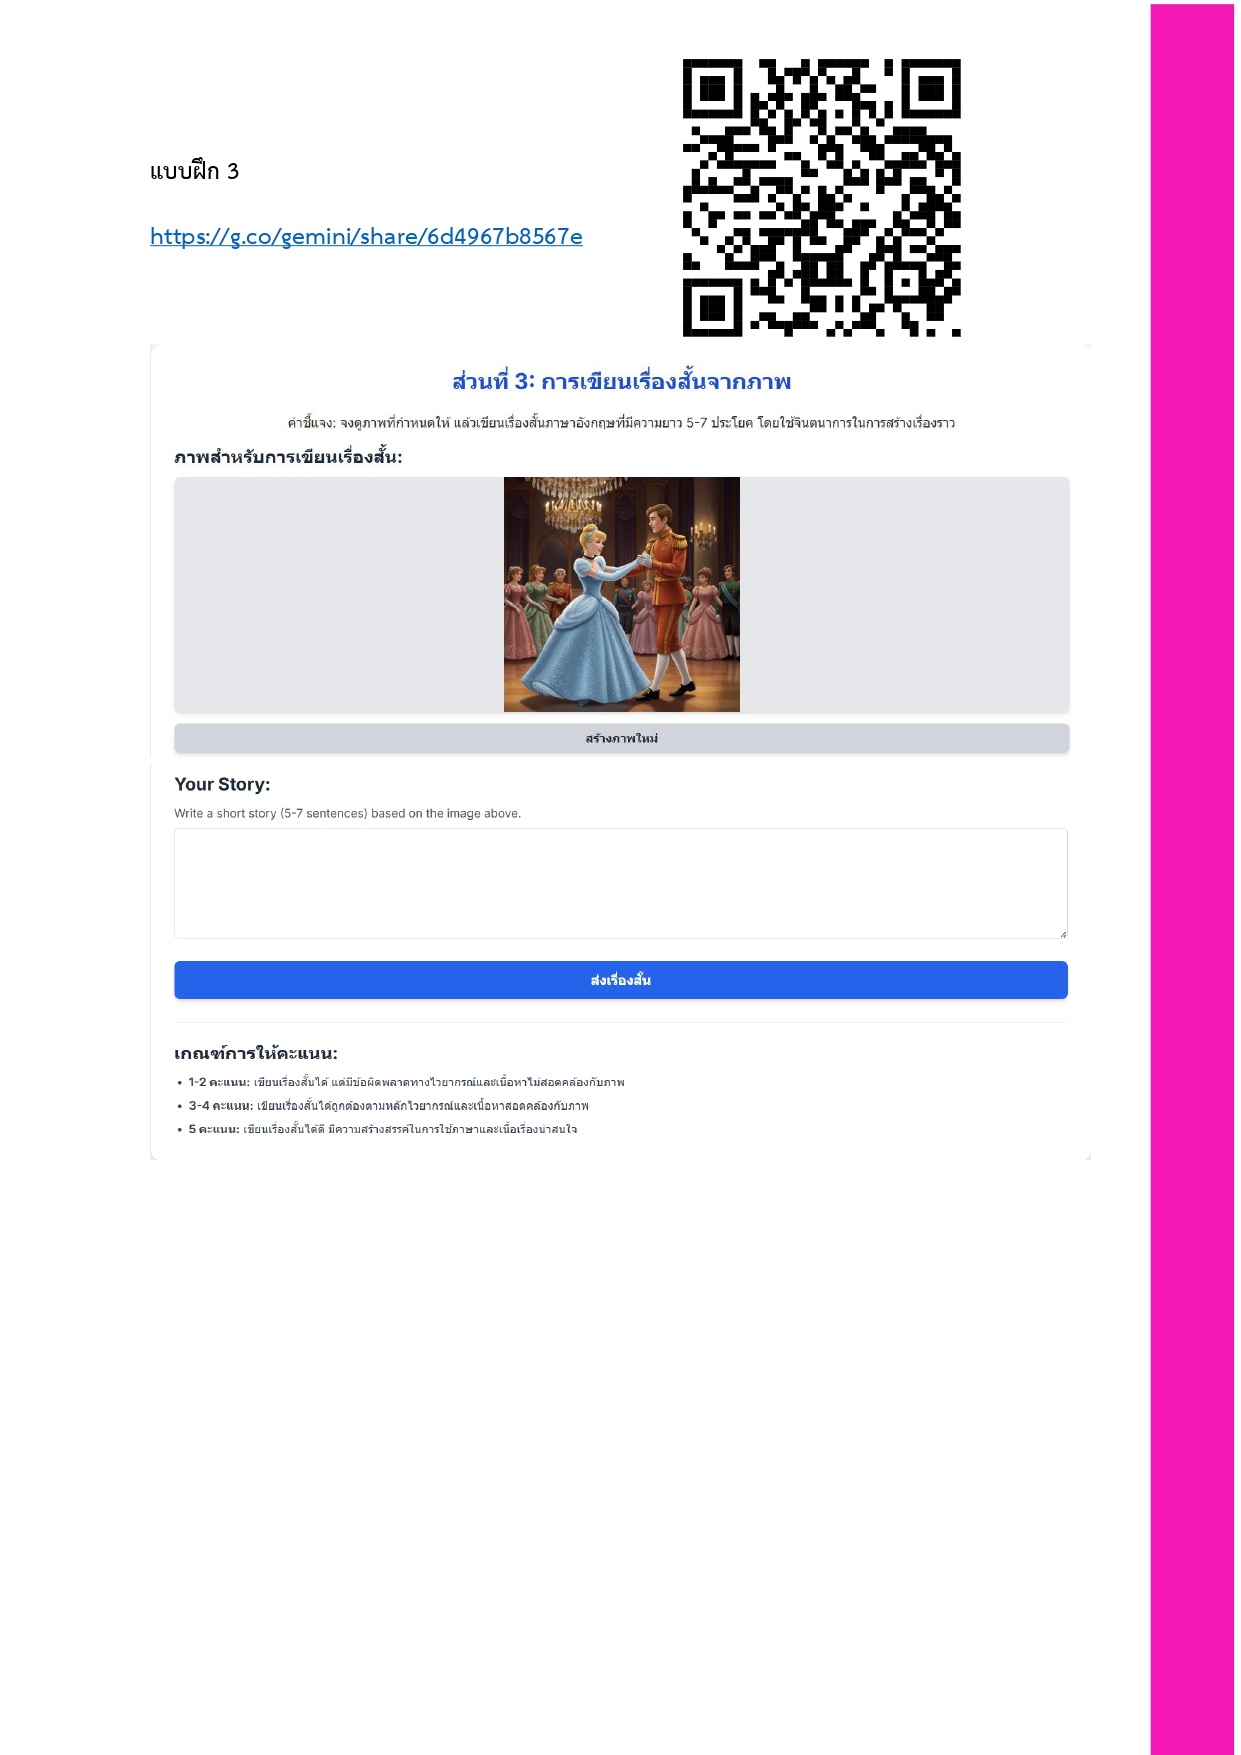 แบบฝึก 3
https://g.co/gemini/share/6d4967b8567e
ส่วนที่ 3: การเขียนเรื่องสั้นจากภาพ
คำชี้แจง: จงดูภาพที่กำหนดให้ แล้วเขียนเรื่องสั้นภาษาอังกฤษที่มีความยาว 5-7 ประโยค โดยใช้จินตนาการในการสร้างเรื่องราว
ภาพสำหรับการเขียนเรื่องสั้น:
สร้างภาพใหม่
Your Story:
Write a short story (5-7 sentences) based on the image above.
ส่งเรื่องสั้น
เกณฑ์การให้คะแนน:
• 1-2 คะแนน: เขียนเรื่องสั้นได้ แต่มีข้อผิดพลาดทางไวยากรณ์และเนื้อหาไม่สอดคล้องกับภาพ
• 3-4 คะแนน: เขียนเรื่องสั้นได้ถูกต้องตามหลักไวยากรณ์และเนื้อหาสอดคล้องกับภาพ
• 5 คะแนน: เขียนเรื่องสั้นได้ดี มีความสร้างสรรค์ในการใช้ภาษาและเนื้อเรื่องน่าสนใจ